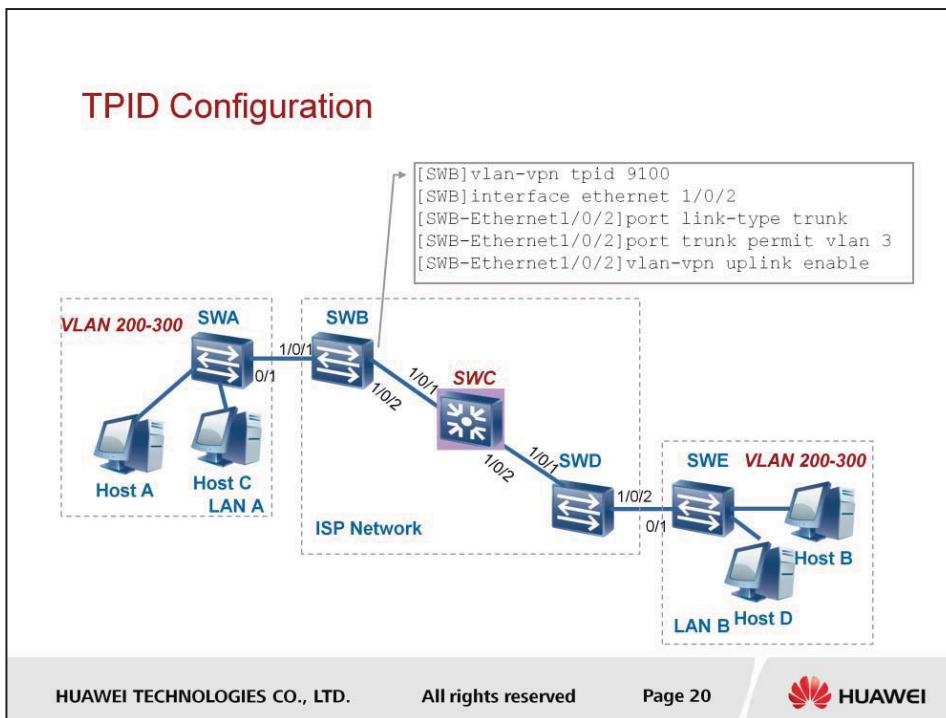 TPID Configuration
[SWB]vlan-vpn tpid 9100
[SWB]interface ethernet 1/0/2
[SWB-Ethernet1/0/2]port link-type trunk
[SWB-Ethernet1/0/2]port trunk permit vlan 3
[SWB-Ethernet1/0/2]vlan-vpn uplink enable
VLAN 200-300
SWA
0/1
Host A
Host C
LAN A
1/0/1
SWB
1/0/2
1/0/1
SWC
1/0/2
1/0/1
SWD
1/0/2
ISP Network
SWE
VLAN 200-300
0/1
Host B
Host D
LAN B
HUAWEI TECHNOLOGIES CO., LTD.
All rights reserved
Page 20
HUAWEI